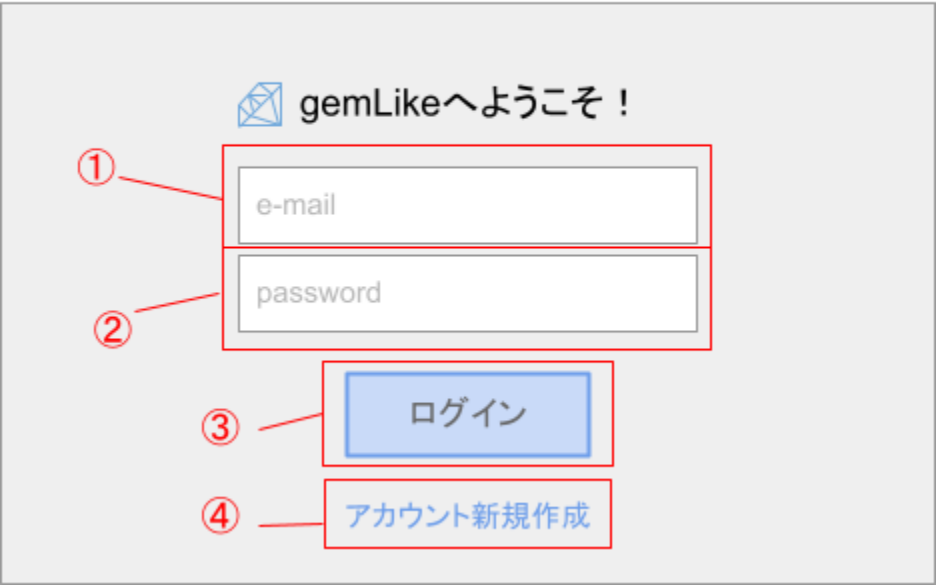 gemLikeへようこそ！
①
e-mail
password
②
ログイン
③
アカウント新規作成
④